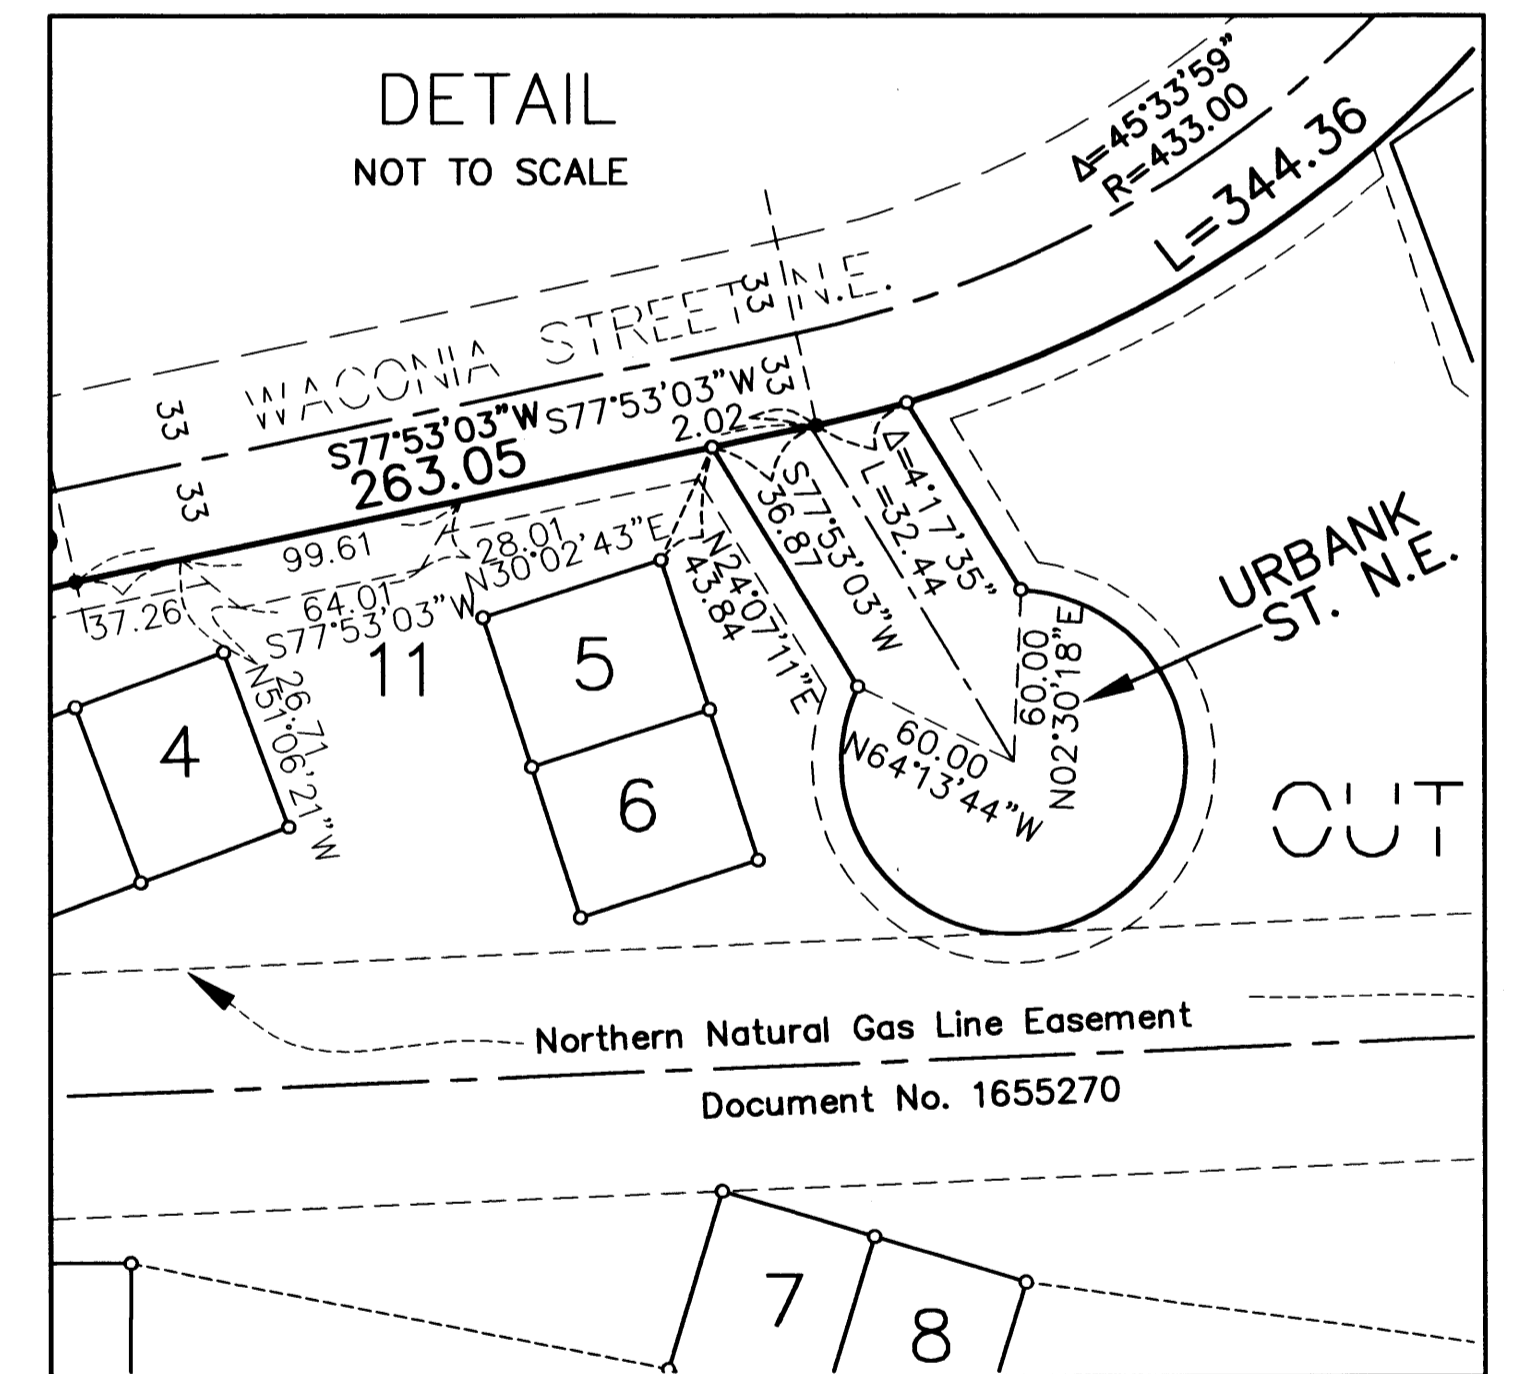 DETAIL
NOT TO SCALE
Δ=45°33'59"
R=433.00
L=344.36
WACONIA STREET N.E.
33
33
33
33
S77°53'03"W
263.05
S77°53'03"W
2.02
99.61
28.01
N30°02'43"E
37.26
64.01
S77°53'03"W
26.71
N51°06'21"W
N24°07'11"E
43.84
S77°53'03"W
36.87
Δ=4°17'35"
L=32.44
60.00
N02°30'18"E
60.00
N64°13'44"W
URBANK
ST. N.E.
11
4
5
6
OUT
Northern Natural Gas Line Easement
Document No. 1655270
7
8